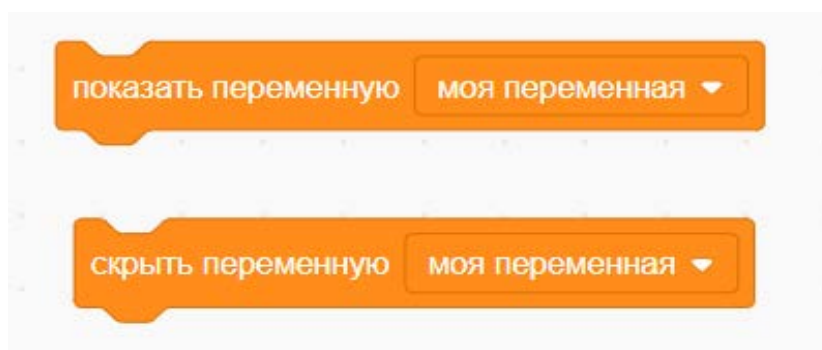 показать переменную моя переменная
скрыть переменную моя переменная